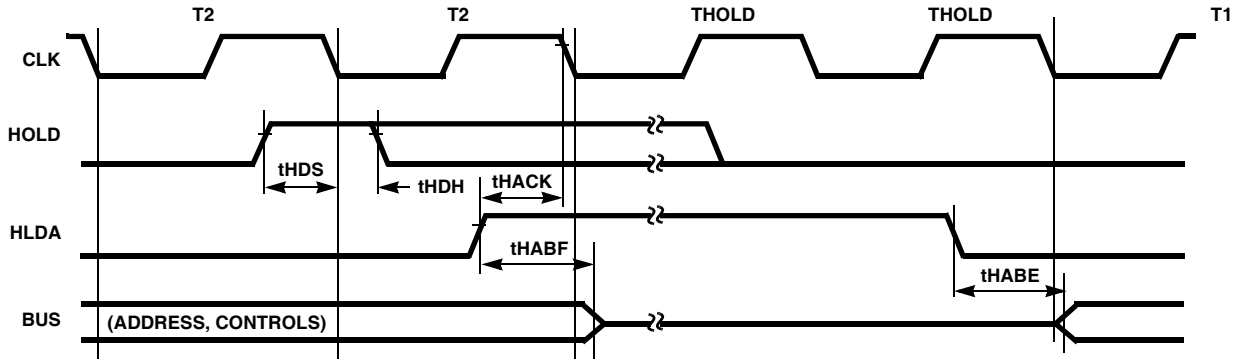 T2 T2 THOLD THOLD T1
CLK
HOLD
tHDS tHDH tHACK
HLDA
tHABF
tHABE
BUS (ADDRESS, CONTROLS)